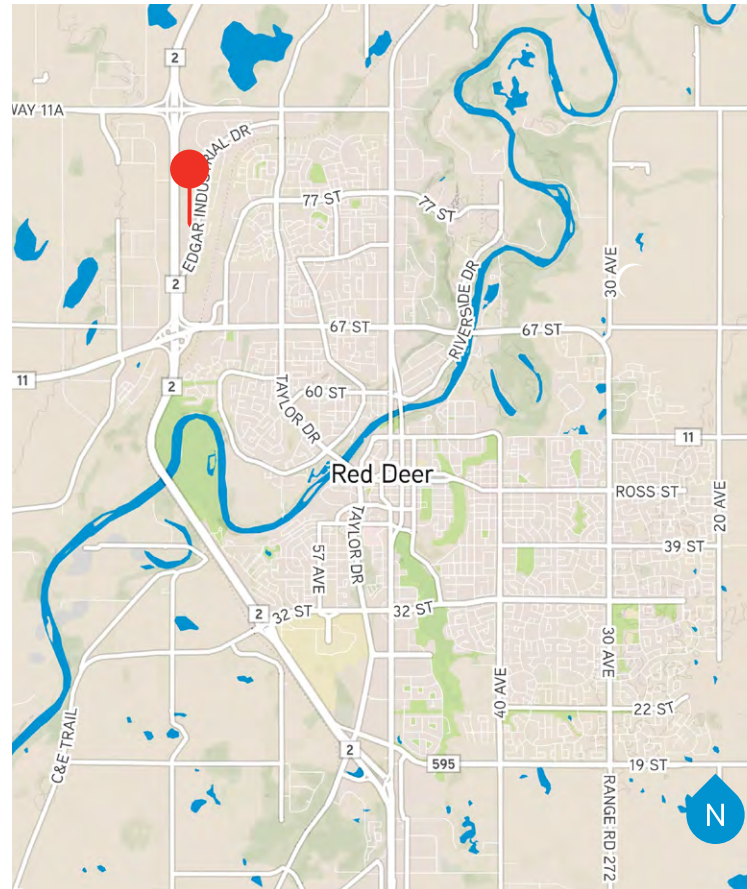 2
WAY 11A
EDGAR INDUSTRIAL DR
77 ST
77 ST
30 AVE
2
RIVERSIDE DR
67 ST
67 ST
11
2
TAYLOR DR
60 ST
11
Red Deer
20 AVE
ROSS ST
TAYLOR DR
57 AVE
39 ST
2
32 ST
32 ST
30 AVE
40 AVE
22 ST
C&E TRAIL
2
595
19 ST
RANGE RD 272
N